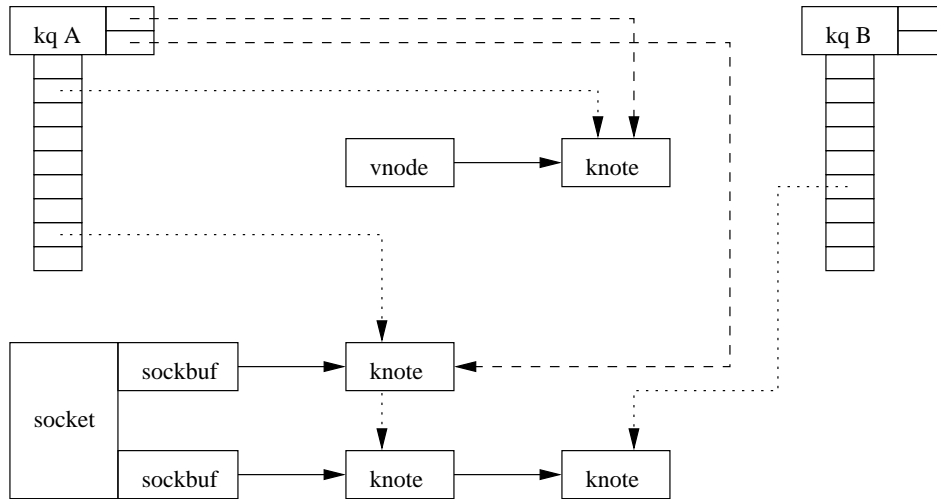 kq A
kq B
vnode
knote
sockbuf
knote
socket
sockbuf
knote
knote